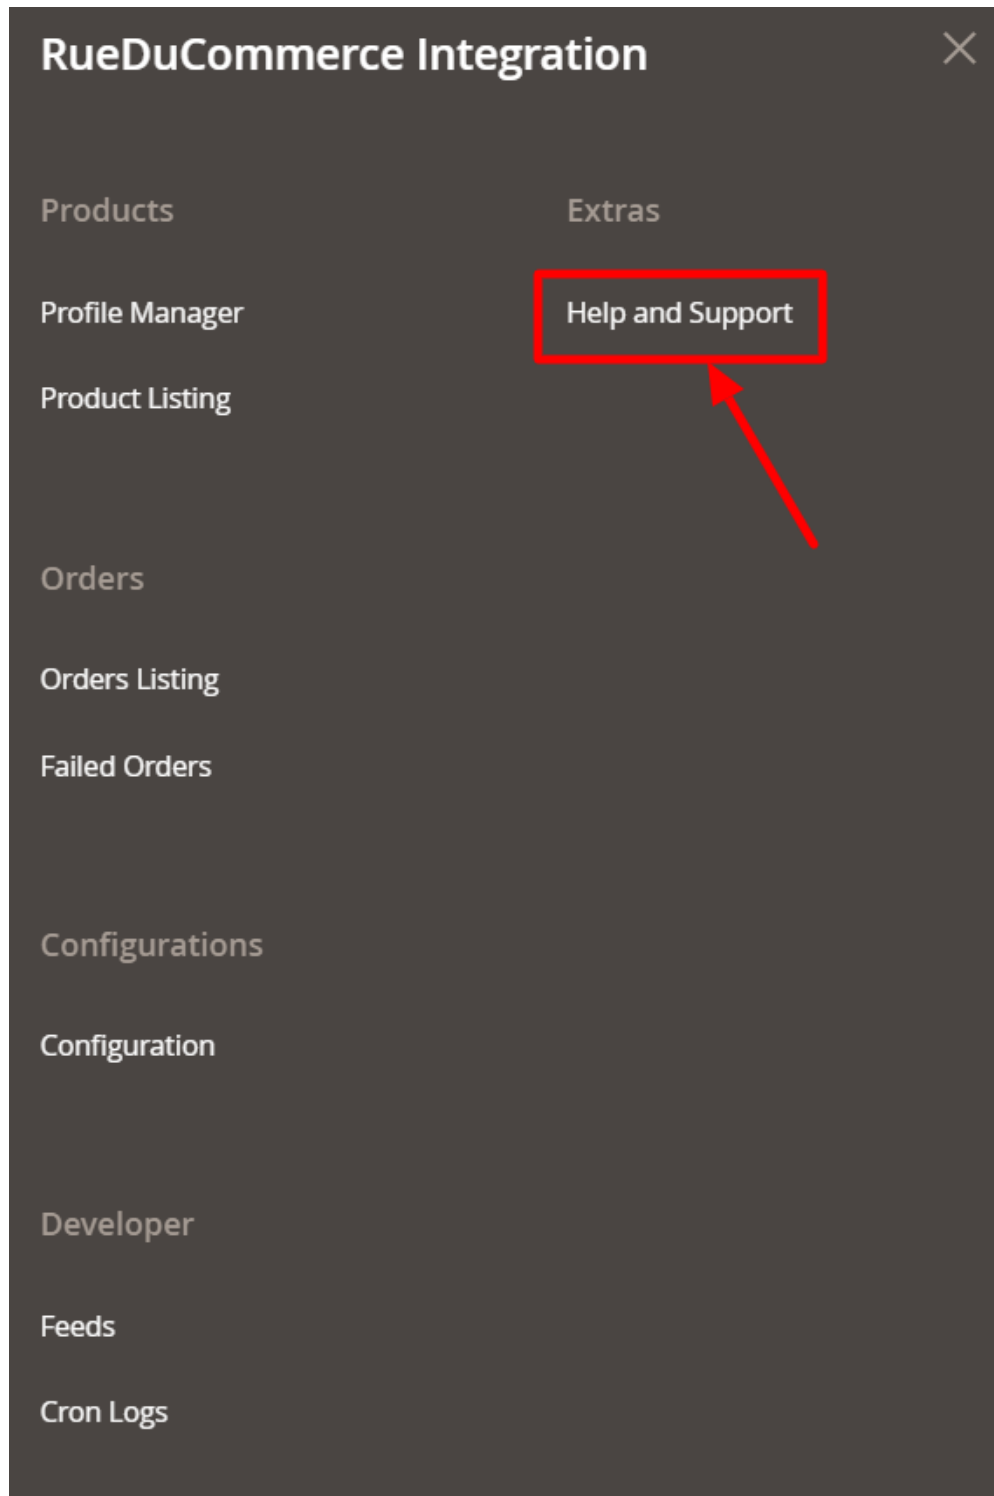 RueDuCommerce Integration
Products
Profile Manager
Product Listing
Extras
Help and Support
Orders
Orders Listing
Failed Orders
Configurations
Configuration
Developer
Feeds
Cron Logs